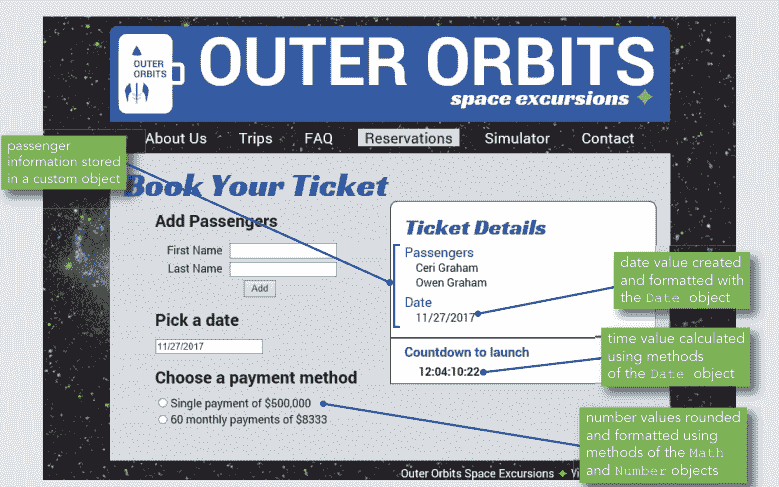 OUTER
ORBITS
OUTER ORBITS
space excursions
About Us Trips FAQ Reservations Simulator Contact
passenger
information stored
in a custom object
Book Your Ticket
Add Passengers
First Name
Last Name
Add
Pick a date
11/27/2017
Choose a payment method
Single payment of $500,000
60 monthly payments of $8333
Ticket Details
Passengers
Ceri Graham
Owen Graham
Date
11/27/2017
Countdown to launch
12:04:10:22
date value created
and formatted with
the Date object
time value calculated
using methods
of the Date object
number values rounded
and formatted using
methods of the Math
and Number objects
Outer Orbits Space Excursions